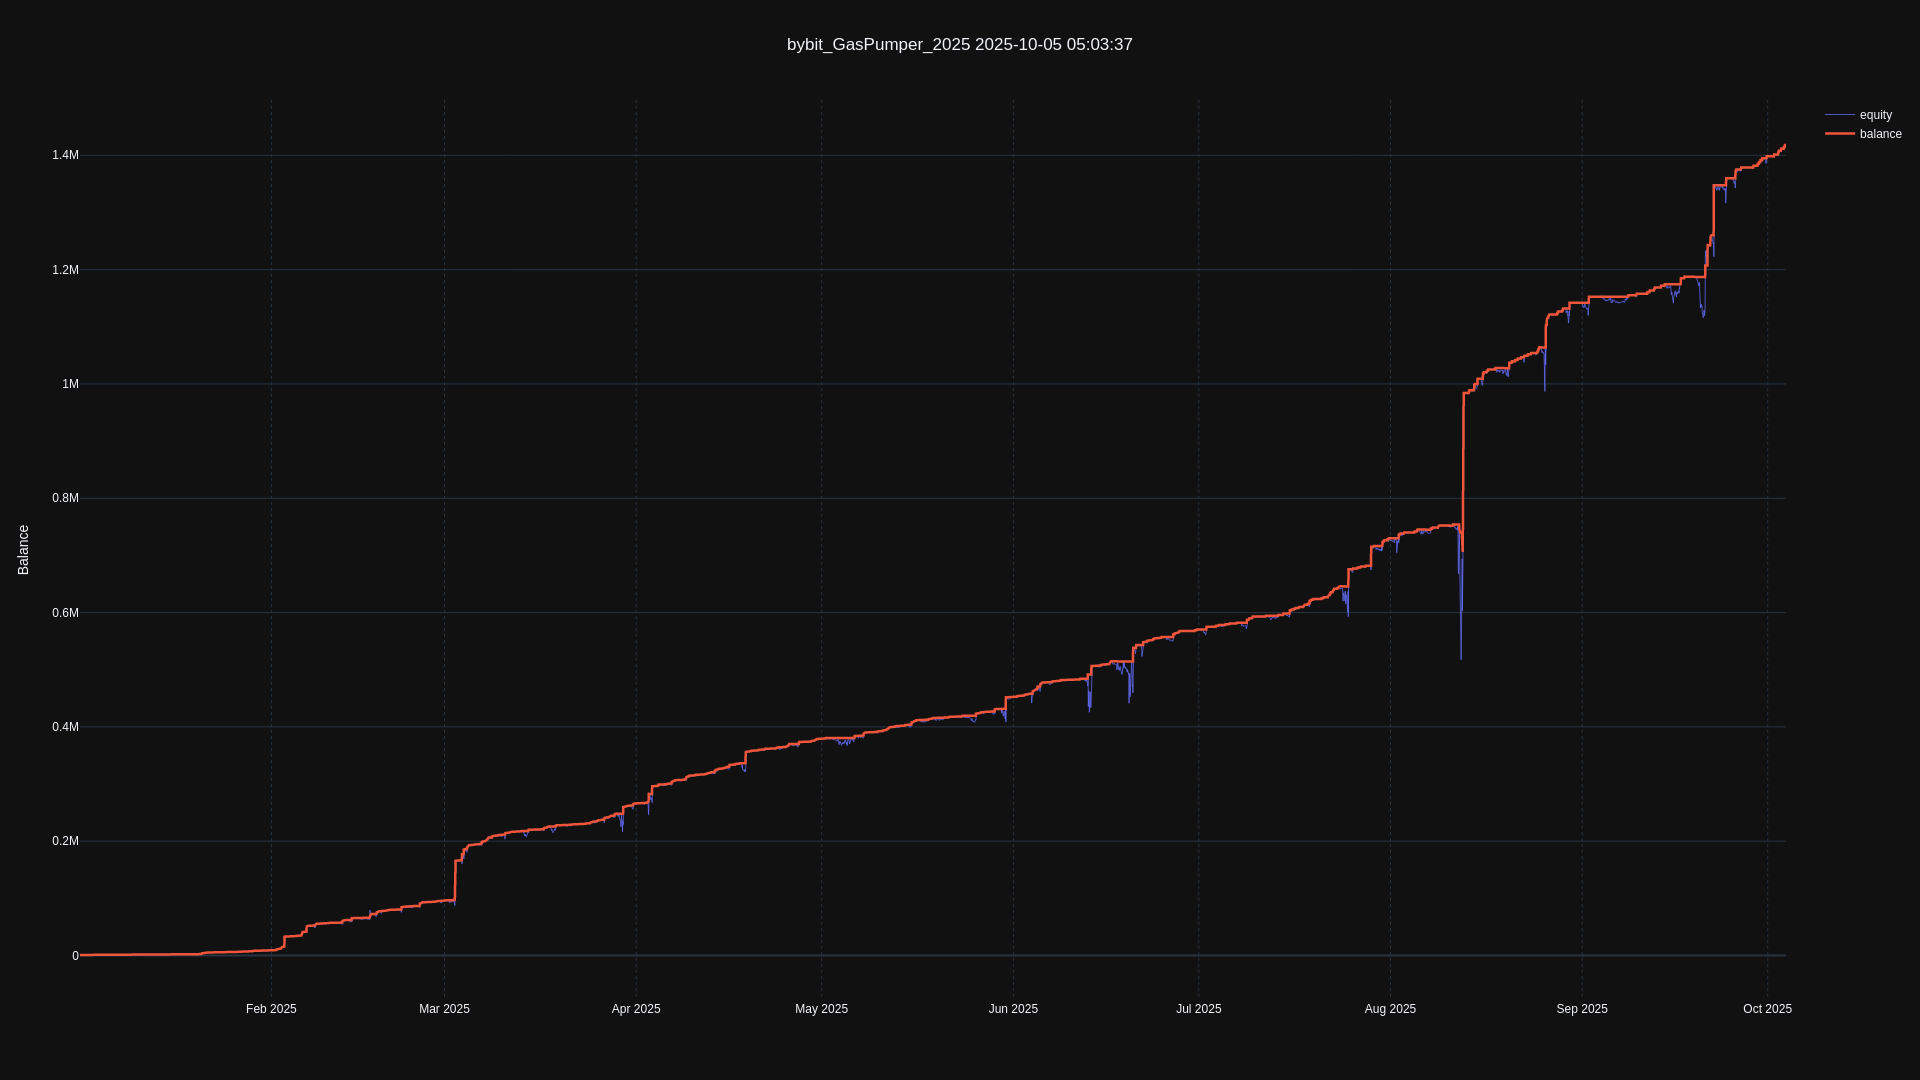 bybit_GasPumper_2025 2025-10-05 05:03:37
equity
balance
1.4M
1.2M
1M
0.8M
0.6M
0.4M
0.2M
0
Balance
Feb 2025
Mar 2025
Apr 2025
May 2025
Jun 2025
Jul 2025
Aug 2025
Sep 2025
Oct 2025